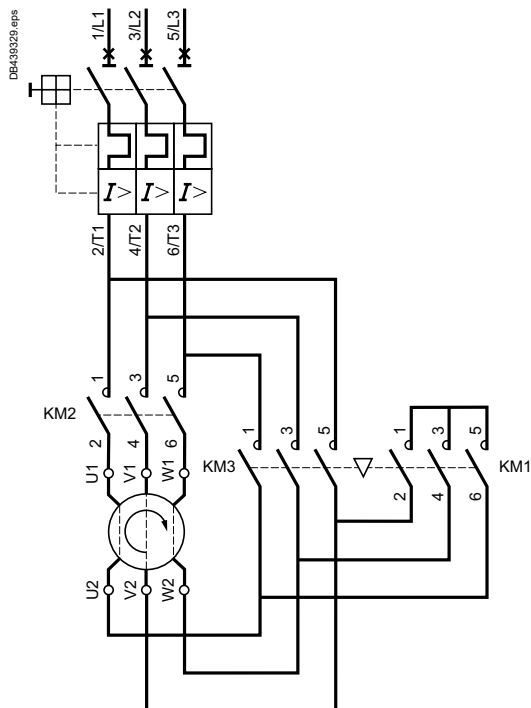 DB439329.eps
1/L1 3/L2 5/L3
I> I> I>
2/T1 4/T2 6/T3
1 3 5
KM2
2 4 6
U1 V1 W1
1 3 5
KM3
1 3 5
KM1
2 4 6
U2 V2 W2